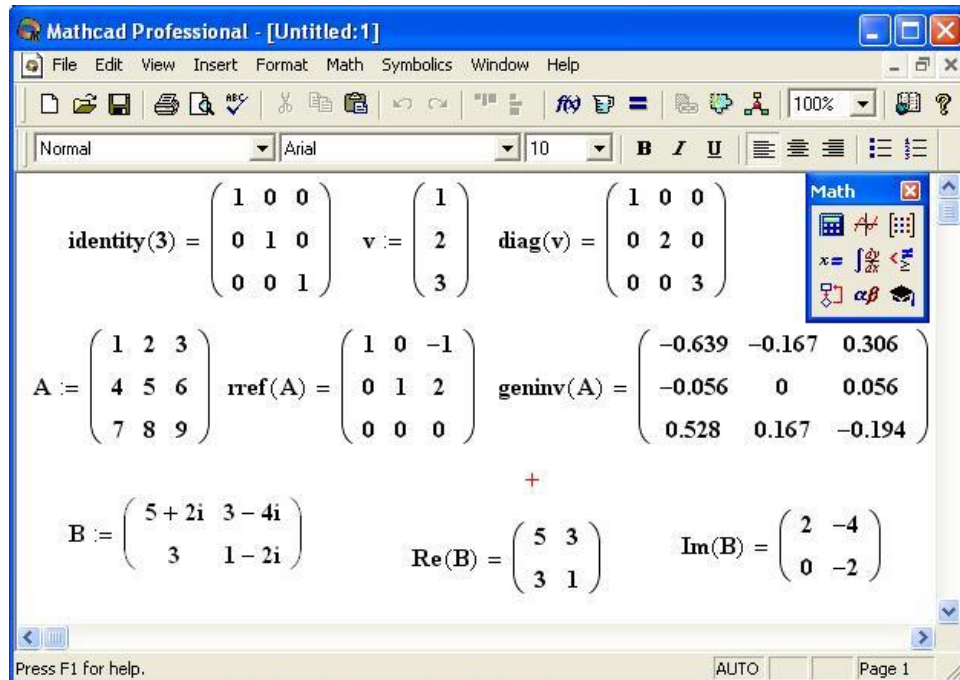 Mathcad Professional - [Untitled:1]
File Edit View Insert Format Math Symbolics Window Help
ABC f(x) = 100% ?
Normal Arial 10 B I U
Math
x= ∫ dy/dx <≠≥
αβ
identity(3) = ( 1 0 0 ) v := ( 1 ) diag(v) = ( 1 0 0 )
0 1 0 2 0 2 0
0 0 1 3 0 0 3
A := ( 1 2 3 ) rref(A) = ( 1 0 −1 ) geninv(A) = ( −0.639 −0.167 0.306 )
4 5 6 0 1 2 −0.056 0 0.056
7 8 9 0 0 0 0.528 0.167 −0.194
+
B := ( 5 + 2i 3 − 4i ) Re(B) = ( 5 3 ) Im(B) = ( 2 −4 )
3 1 − 2i 3 1 0 −2
Press F1 for help. AUTO Page 1